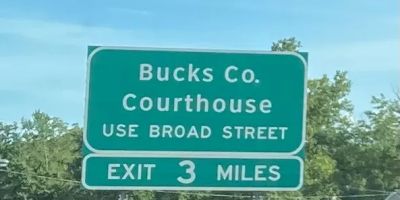 Bucks Co.
Courthouse
USE BROAD STREET
EXIT 3 MILES